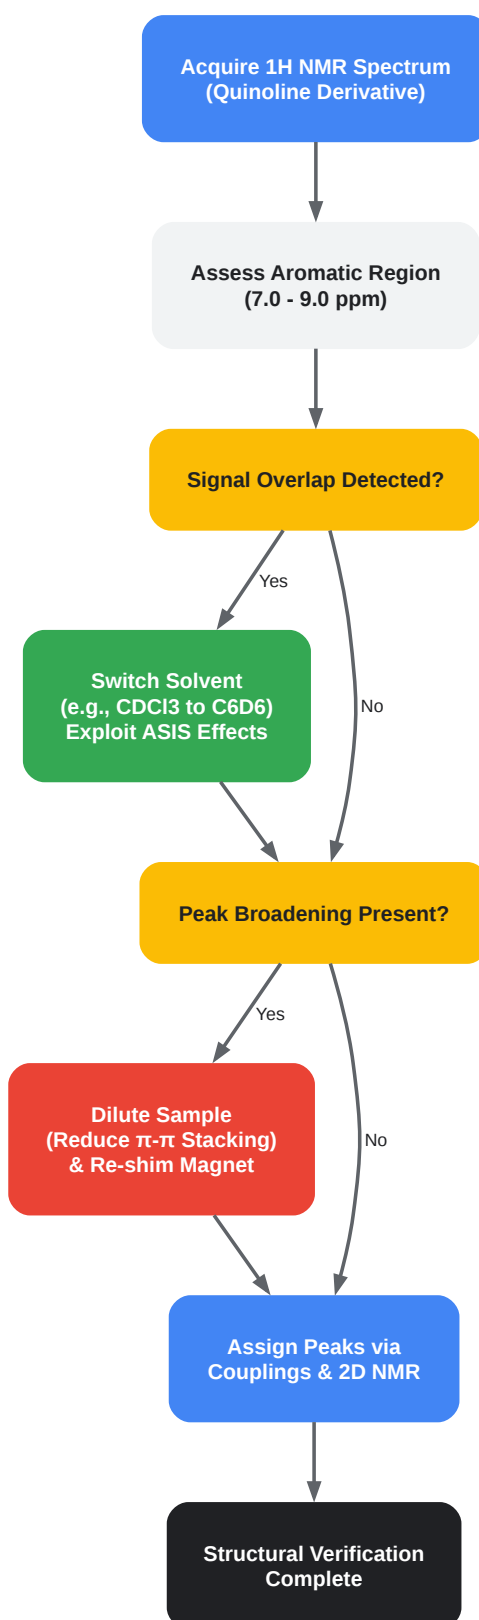 Acquire 1H NMR Spectrum
(Quinoline Derivative)
Assess Aromatic Region
(7.0 - 9.0 ppm)
Signal Overlap Detected?
Yes
Switch Solvent
(e.g., CDCl3 to C6D6)
Exploit ASIS Effects
No
Peak Broadening Present?
Yes
Dilute Sample
(Reduce π-π Stacking)
& Re-shim Magnet
No
Assign Peaks via
Couplings & 2D NMR
Structural Verification
Complete